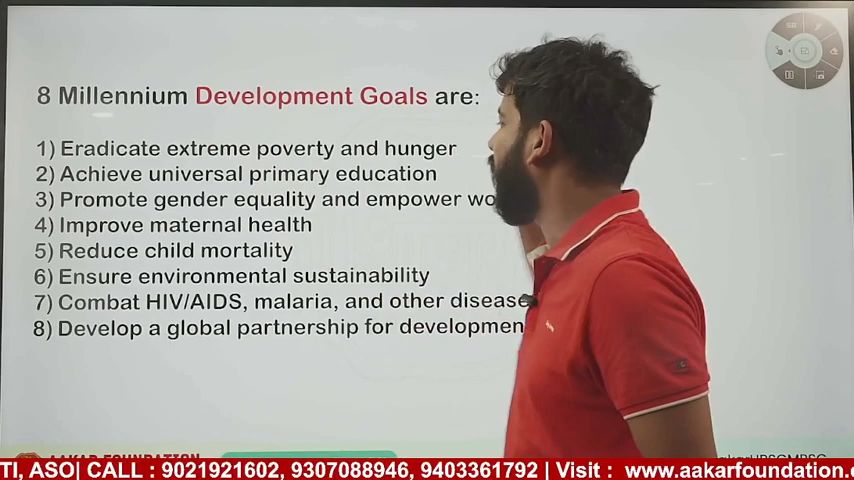 SB
8 Millennium Development Goals are:
1) Eradicate extreme poverty and hunger
2) Achieve universal primary education
3) Promote gender equality and empower wo
4) Improve maternal health
5) Reduce child mortality
6) Ensure environmental sustainability
7) Combat HIV/AIDS, malaria, and other disease
8) Develop a global partnership for developmen
AAKAR FOUNDATION
TI, ASO| CALL : 9021921602, 9307088946, 9403361792 | Visit : www.aakarfoundation.